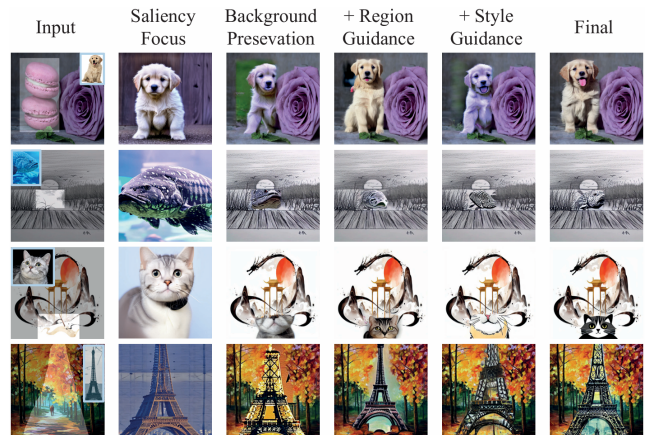 Input
Saliency
Focus
Background
Presevation
+ Region
Guidance
+ Style
Guidance
Final